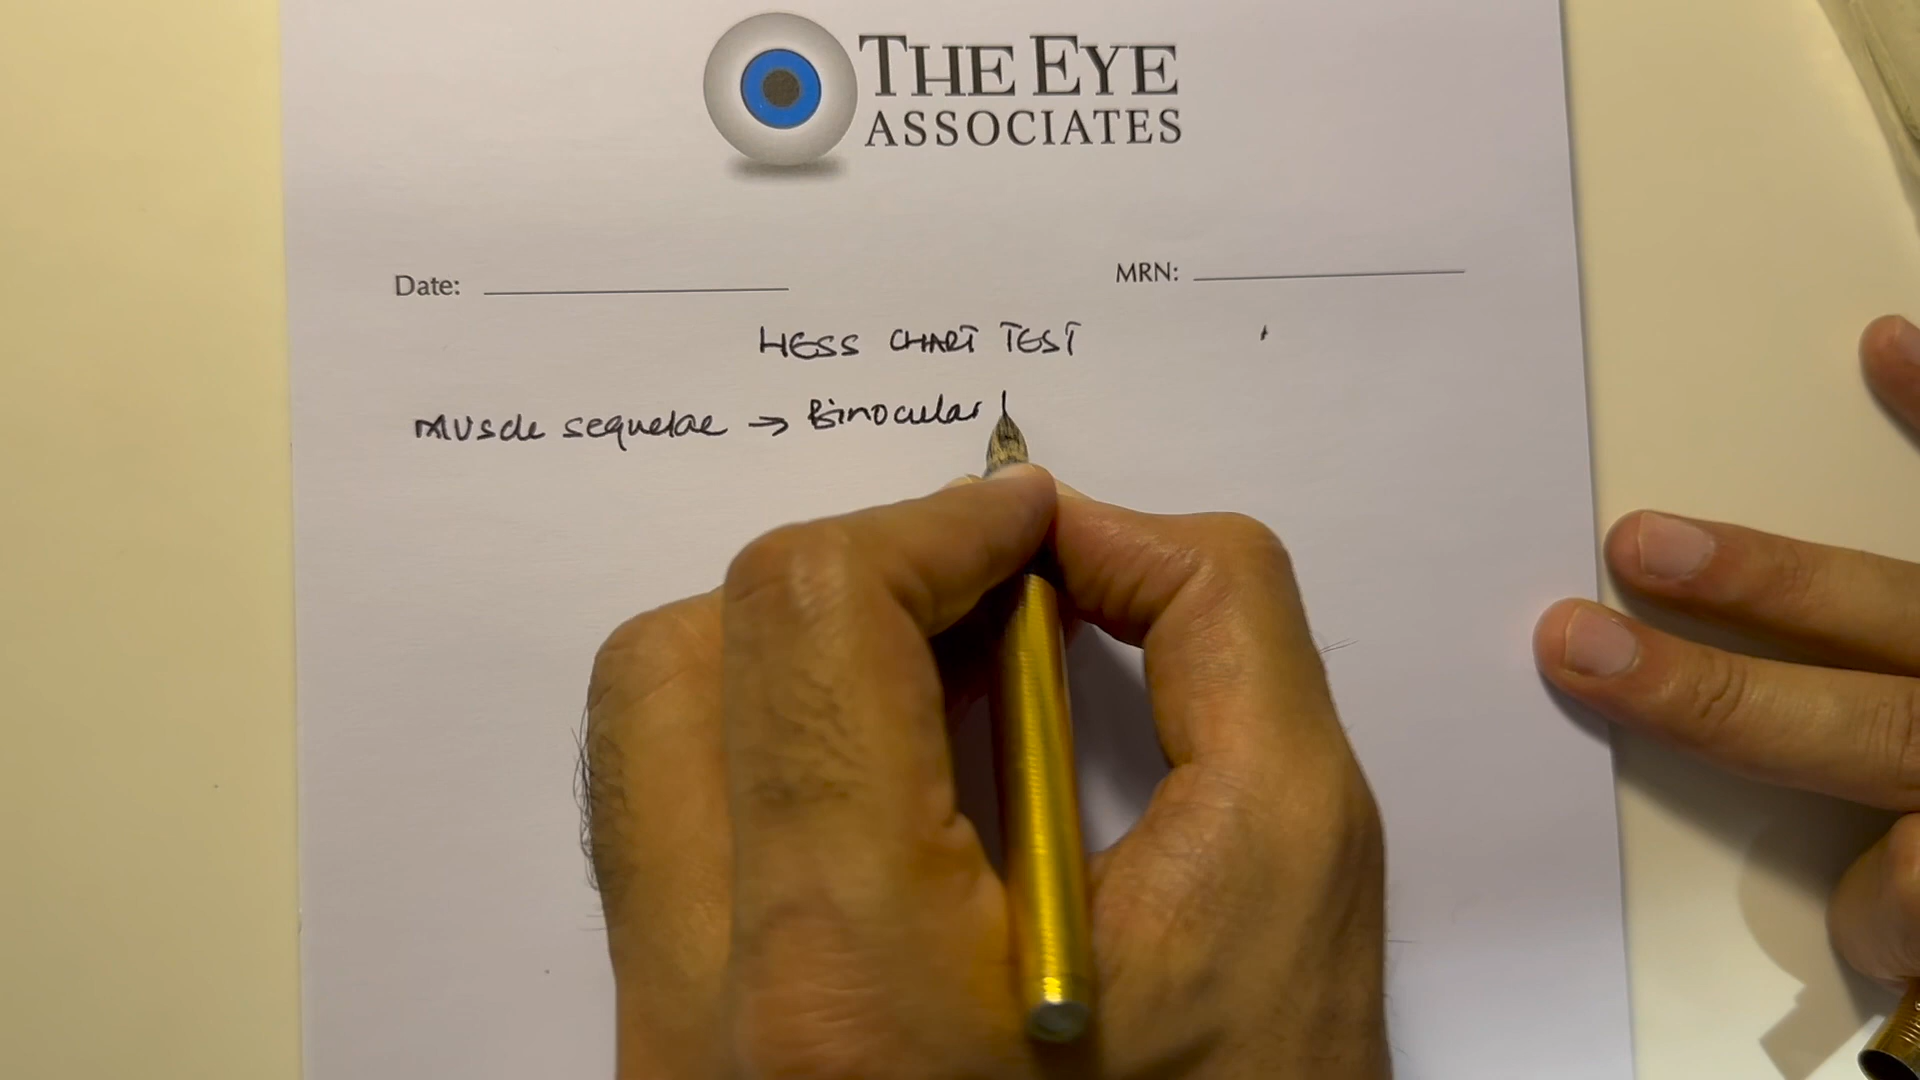 THE EYE
ASSOCIATES
Date:
MRN:
HESS CHART TEST
Muscle sequelae → Binocular